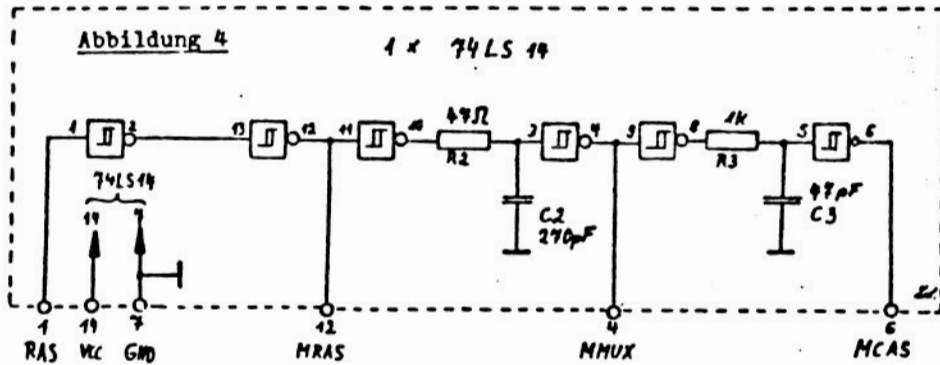 Abbildung 4
1 x 74LS14
1 2 13 12 11 10 47Ω 3 4 9 8 1k 5 6
R2 R3
74LS14
14 7
C2
270pF
47pF
C3
1 14 7 12 4 6
RAS VCC GND MRAS MMUX MCAS